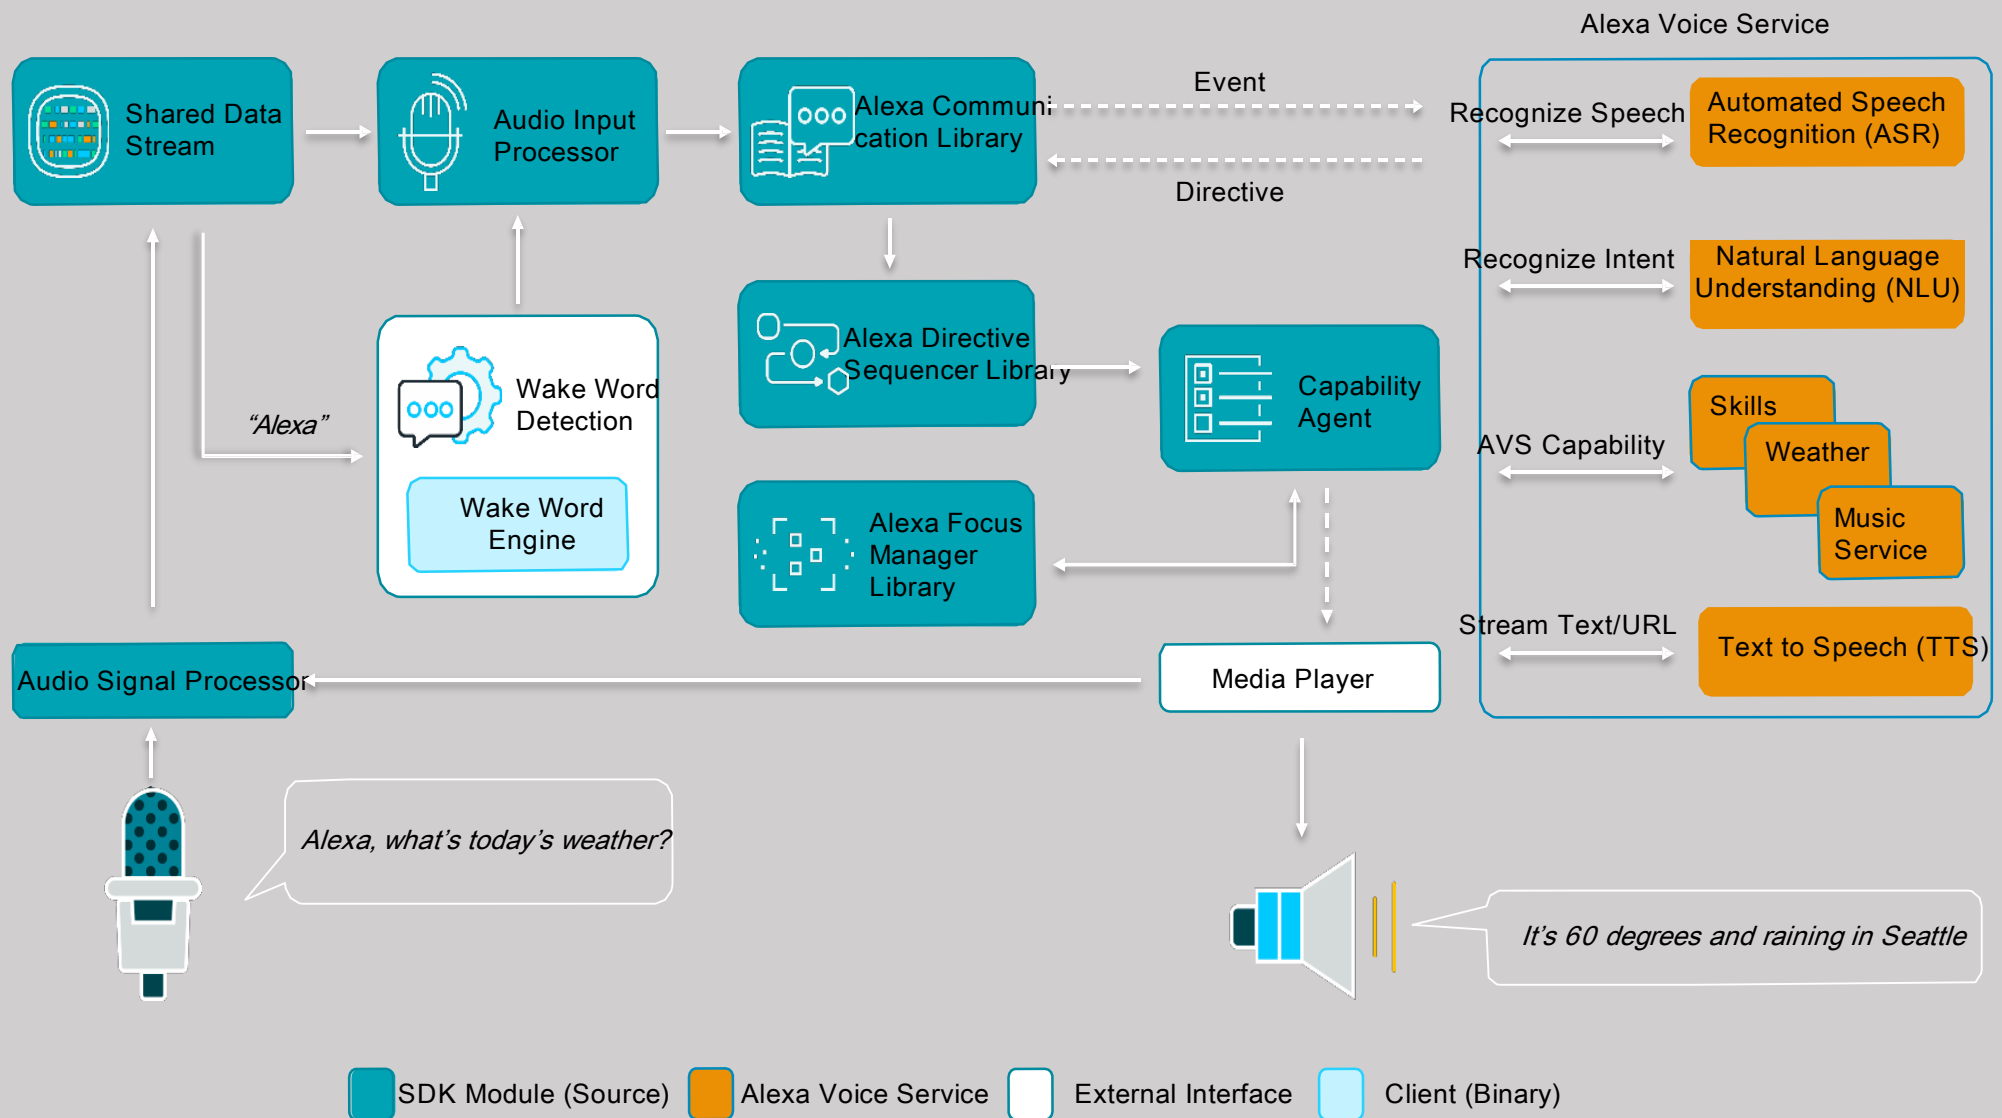 Alexa Voice Service
Shared Data
Stream
Audio Input
Processor
Alexa Communi
cation Library
Event
Directive
Recognize Speech
Automated Speech
Recognition (ASR)
Recognize Intent
Natural Language
Understanding (NLU)
“Alexa”
Wake Word
Detection
Wake Word
Engine
Alexa Directive
Sequencer Library
Capability
Agent
AVS Capability
Skills
Weather
Music
Service
Alexa Focus
Manager
Library
Stream Text/URL
Text to Speech (TTS)
Audio Signal Processor
Media Player
Alexa, what’s today’s weather?
It’s 60 degrees and raining in Seattle
SDK Module (Source)
Alexa Voice Service
External Interface
Client (Binary)